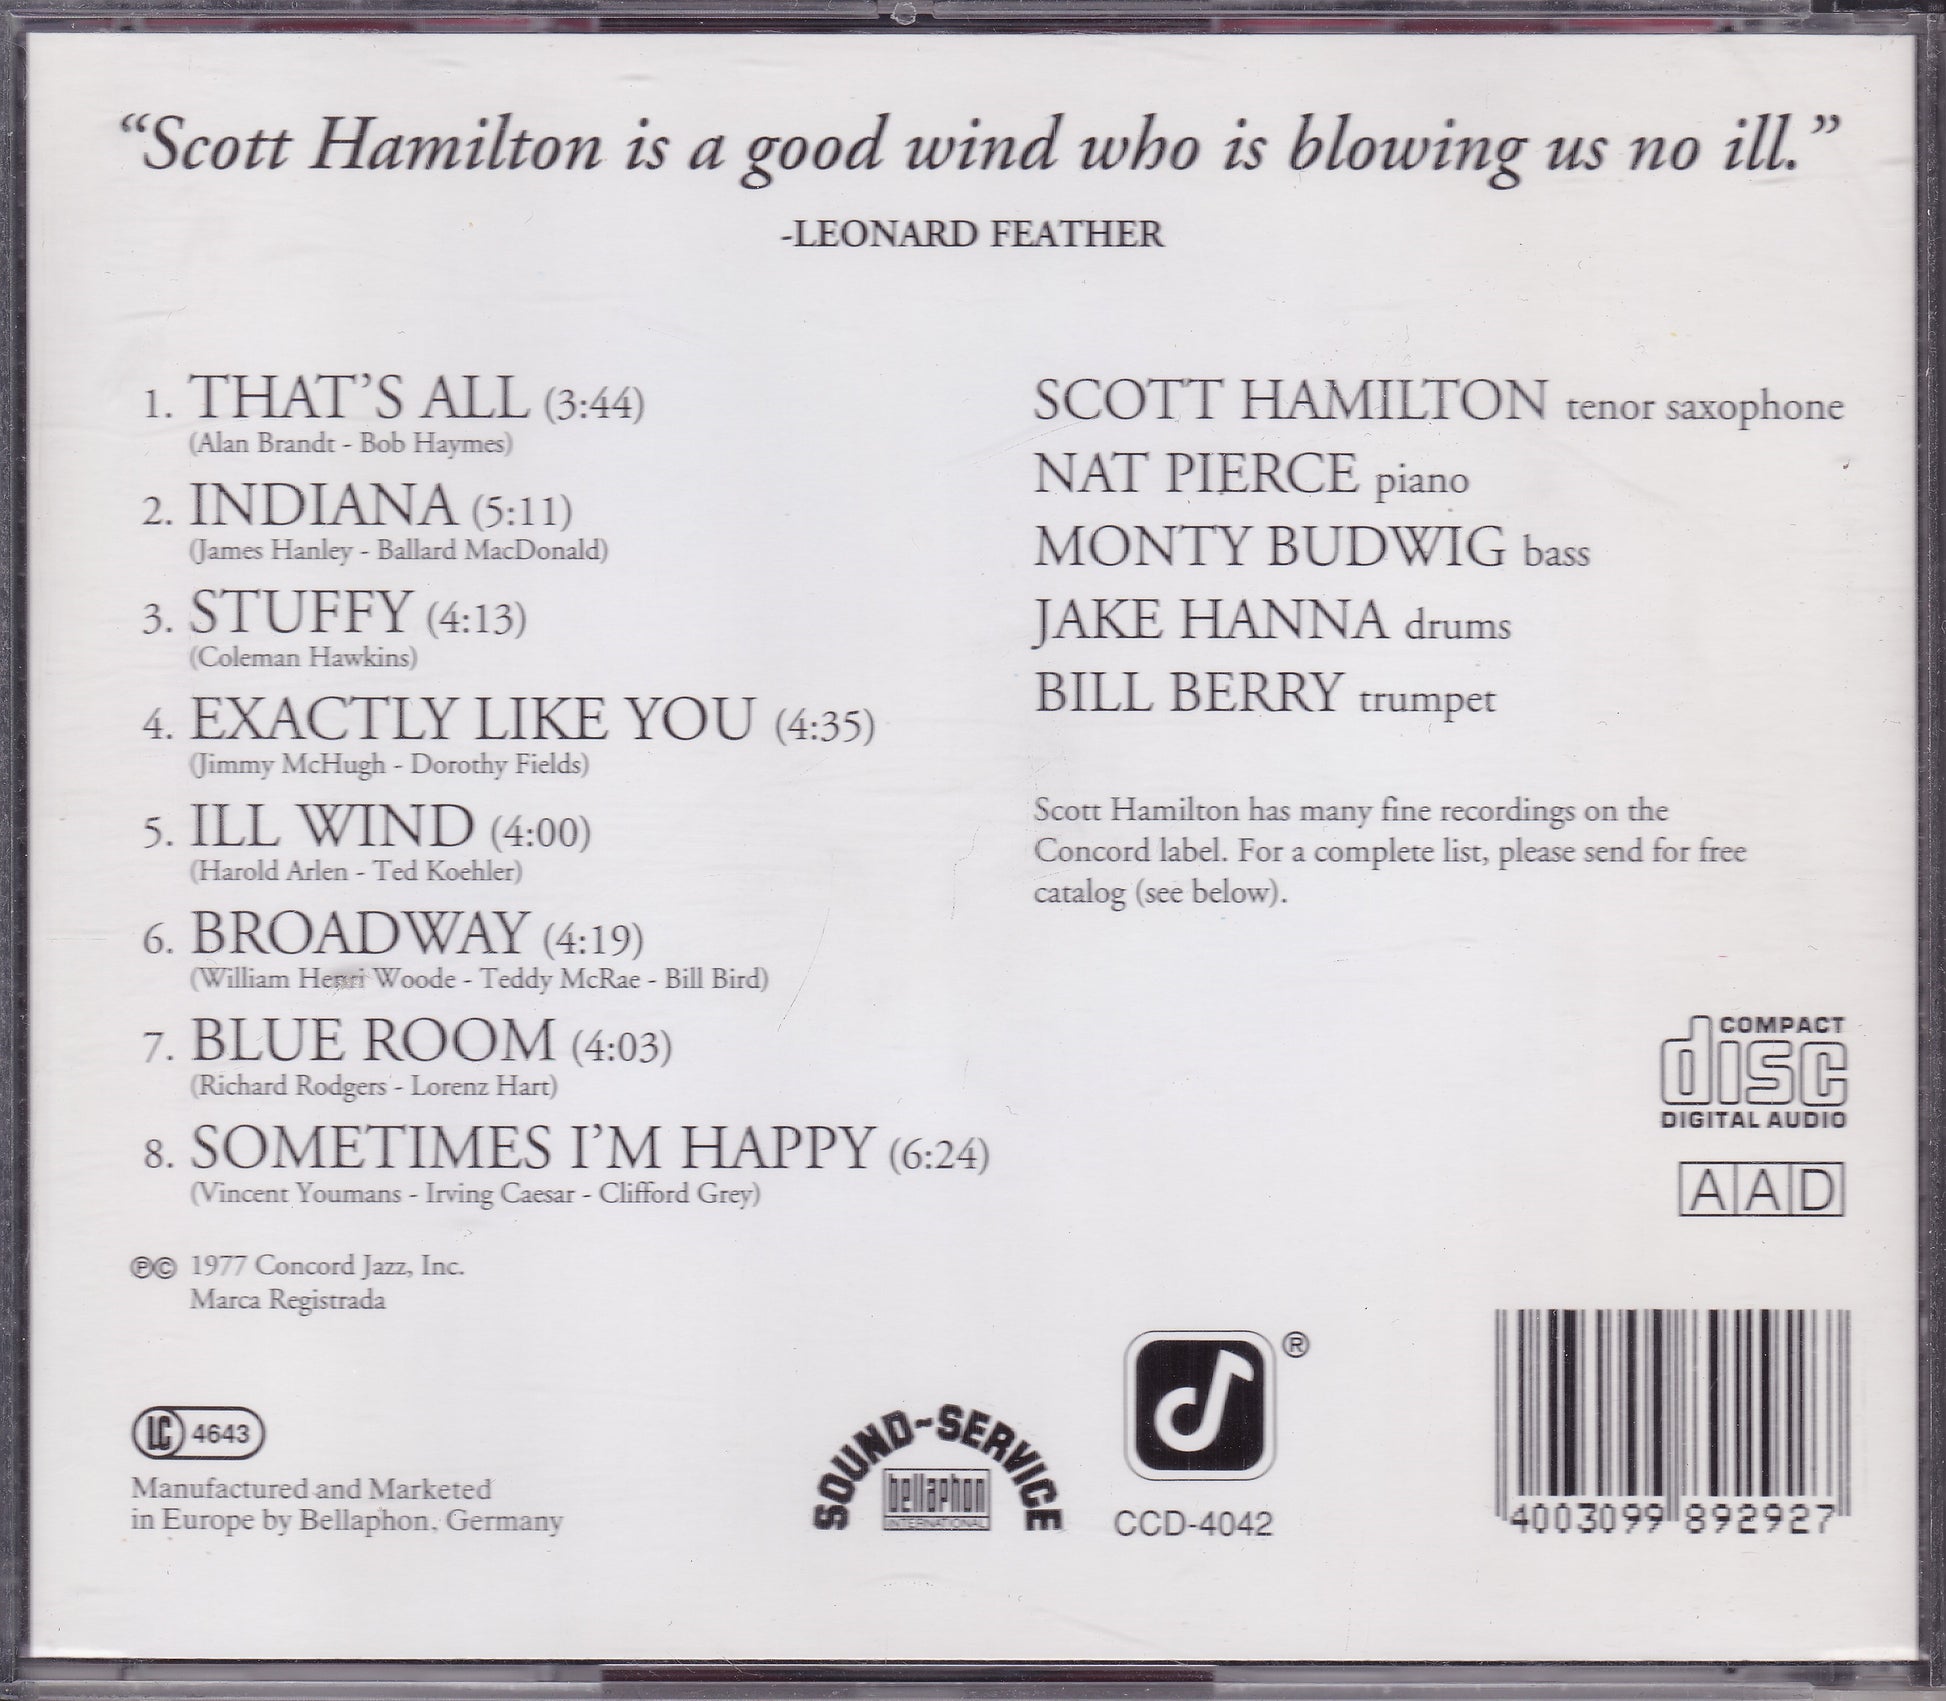 “Scott Hamilton is a good wind who is blowing us no ill.”
-LEONARD FEATHER
1. THAT’S ALL (3:44)
(Alan Brandt - Bob Haymes)
2. INDIANA (5:11)
(James Hanley - Ballard MacDonald)
3. STUFFY (4:13)
(Coleman Hawkins)
4. EXACTLY LIKE YOU (4:35)
(Jimmy McHugh - Dorothy Fields)
5. ILL WIND (4:00)
(Harold Arlen - Ted Koehler)
6. BROADWAY (4:19)
(William Henri Woode - Teddy McRae - Bill Bird)
7. BLUE ROOM (4:03)
(Richard Rodgers - Lorenz Hart)
8. SOMETIMES I’M HAPPY (6:24)
(Vincent Youmans - Irving Caesar - Clifford Grey)
℗© 1977 Concord Jazz, Inc.
Marca Registrada
SCOTT HAMILTON tenor saxophone
NAT PIERCE piano
MONTY BUDWIG bass
JAKE HANNA drums
BILL BERRY trumpet
Scott Hamilton has many fine recordings on the
Concord label. For a complete list, please send for free
catalog (see below).
COMPACT
disc
DIGITAL AUDIO
AAD
LC 4643
Manufactured and Marketed
in Europe by Bellaphon, Germany
SOUND-SERVICE
bellaphon
INTERNATIONAL
®
CCD-4042
4003099892927